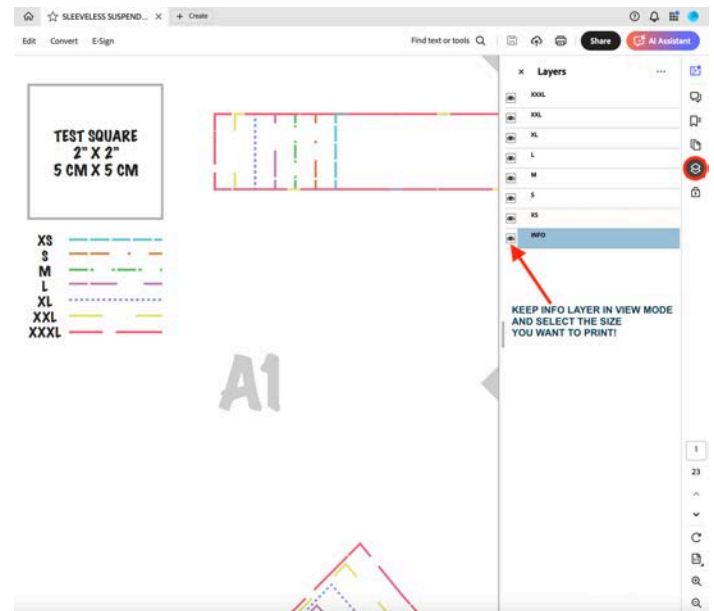 SLEEVELESS SUSPEND... × + Create
Edit Convert E-Sign Find text or tools Share AI Assistant
× Layers ...
XXXL
XXL
XL
L
M
S
XS
INFO
TEST SQUARE
2" X 2"
5 CM X 5 CM
XS
S
M
L
XL
XXL
XXXL
KEEP INFO LAYER IN VIEW MODE
AND SELECT THE SIZE
YOU WANT TO PRINT!
A1
1
23